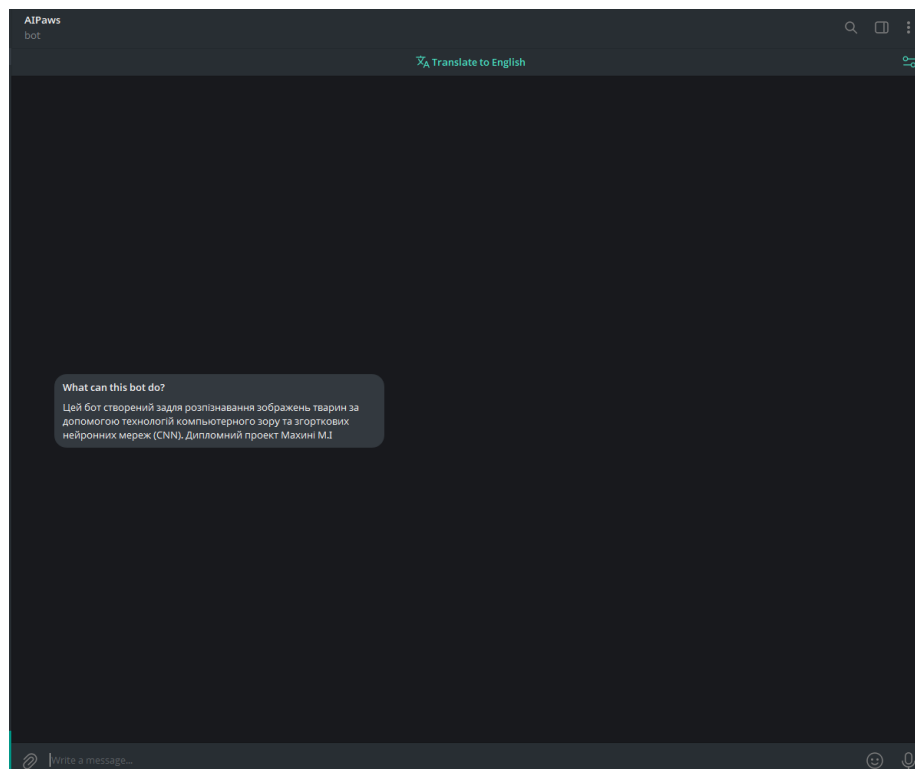 AIPaws
bot
Translate to English
What can this bot do?
Цей бот створений задля розпізнавання зображень тварин за
допомогою технологій компьютерного зору та згорткових
нейронних мереж (CNN). Дипломний проект Махині М.І
Write a message...